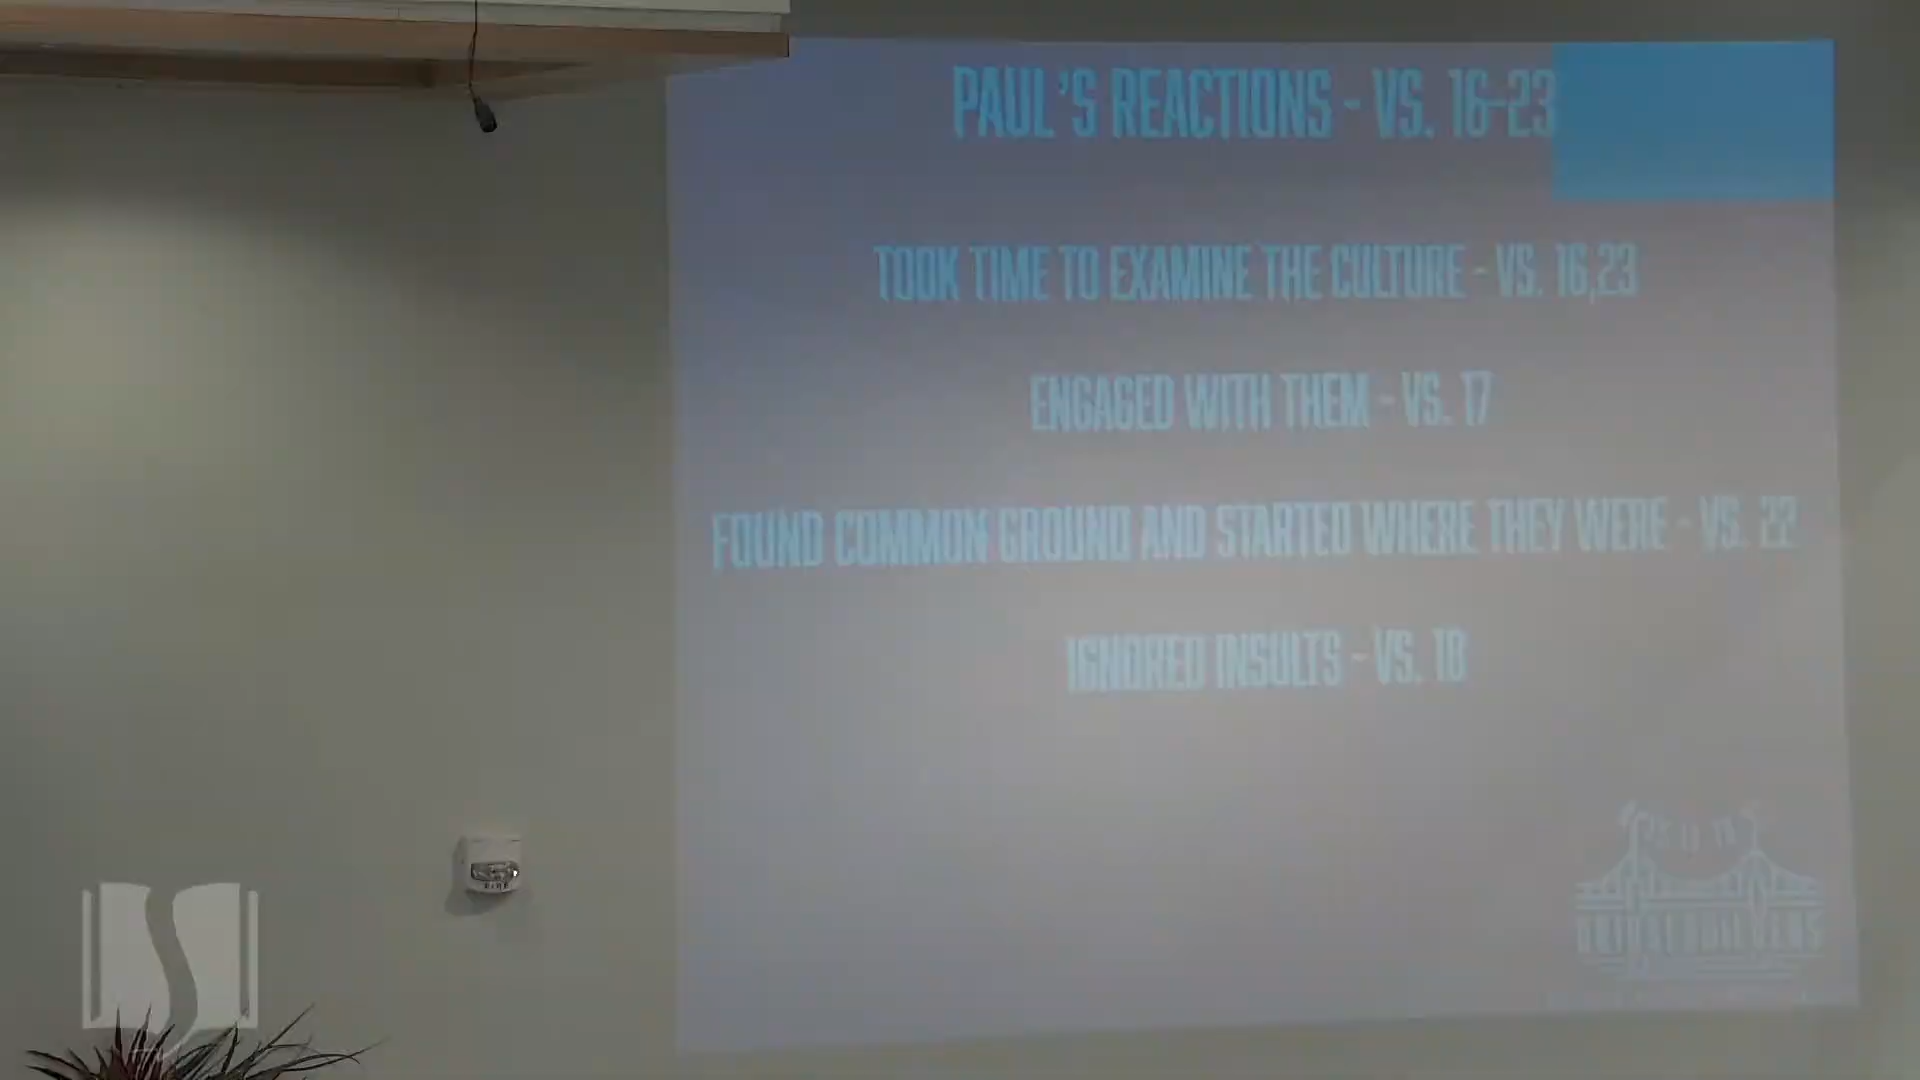 PAUL'S REACTIONS - VS. 16-23
TOOK TIME TO EXAMINE THE CULTURE - VS. 16,23
ENGAGED WITH THEM - VS. 17
FOUND COMMON GROUND AND STARTED WHERE THEY WERE - VS. 22
IGNORED INSULTS - VS. 18